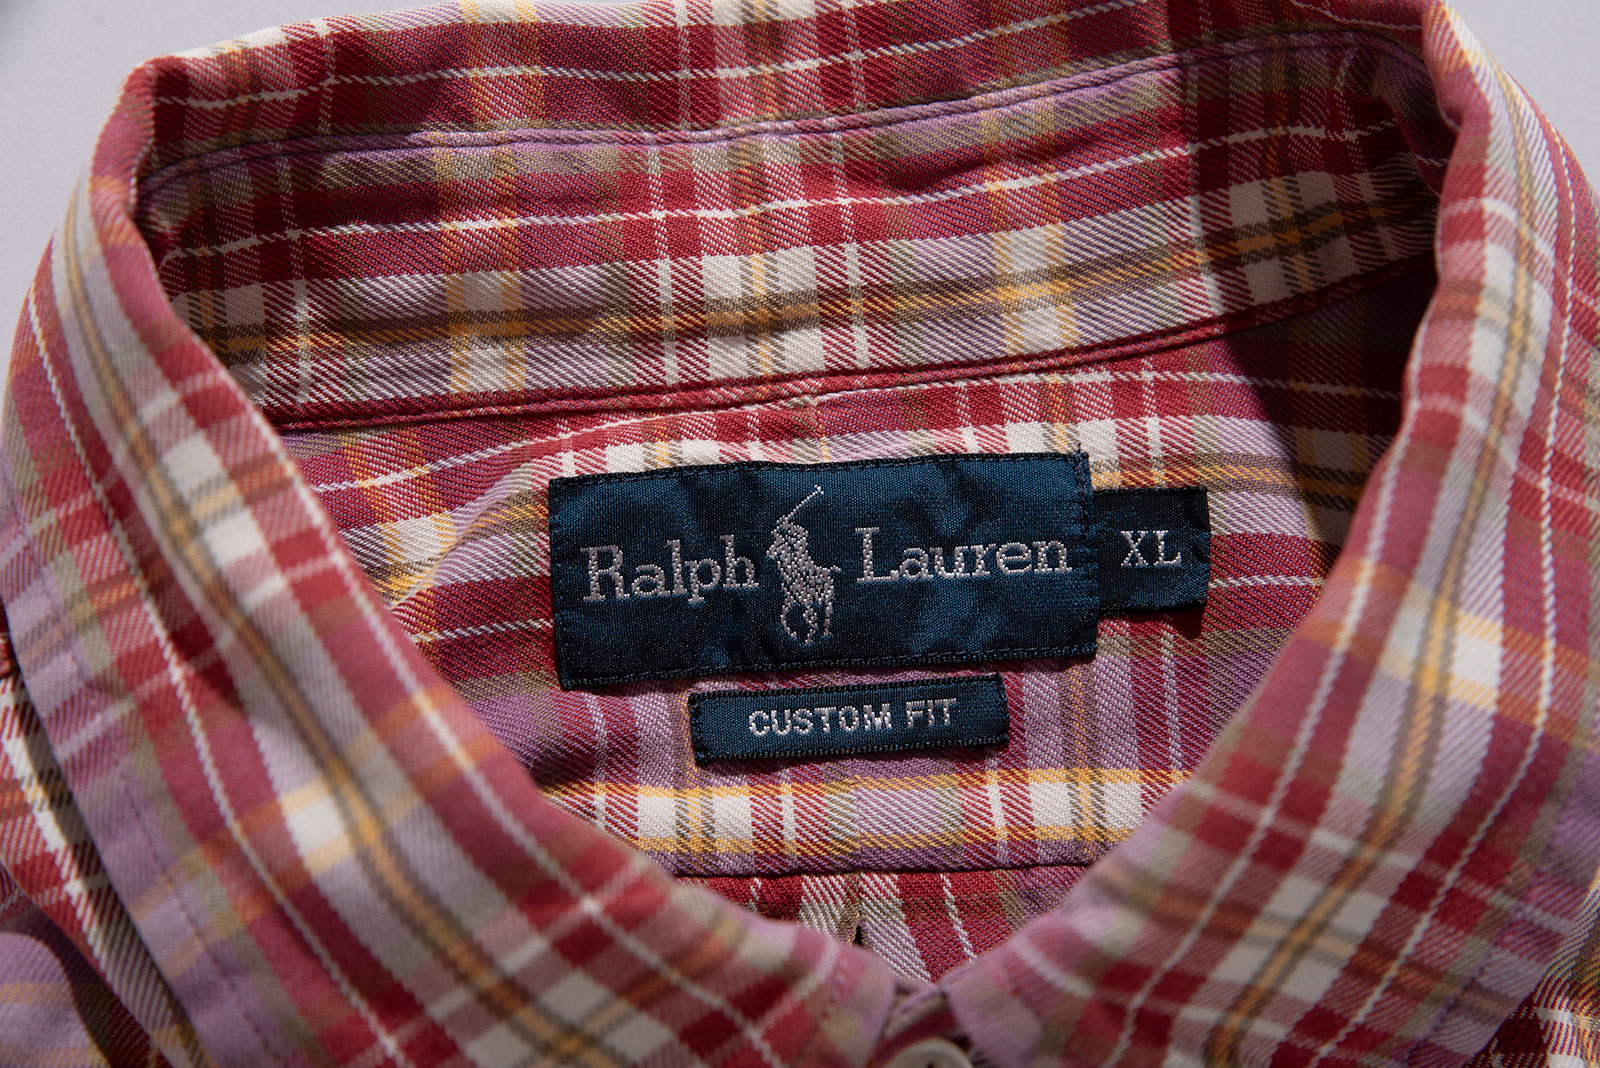 Ralph Lauren
XL
CUSTOM FIT